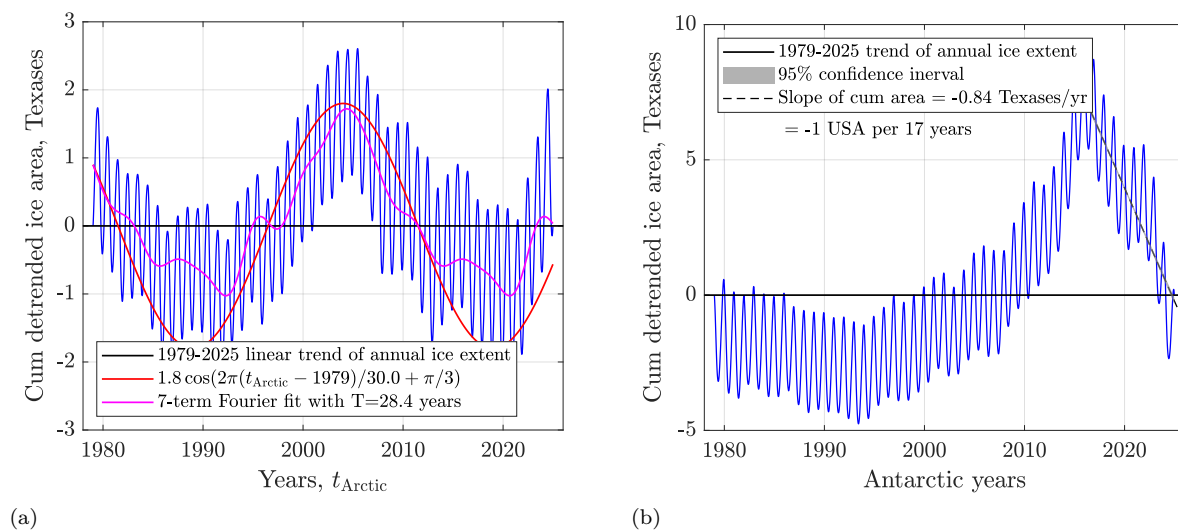 3
2
1
0
-1
-2
-3
1980
1990
2000
2010
2020
Cum detrended ice area, Texases
Years, t_Arctic
1979-2025 linear trend of annual ice extent
1.8 cos(2π(t_Arctic − 1979)/30.0 + π/3)
7-term Fourier fit with T=28.4 years
(a)
10
5
0
-5
1980
1990
2000
2010
2020
Cum detrended ice area, Texases
Antarctic years
1979-2025 trend of annual ice extent
95% confidence inerval
Slope of cum area = -0.84 Texases/yr
= -1 USA per 17 years
(b)